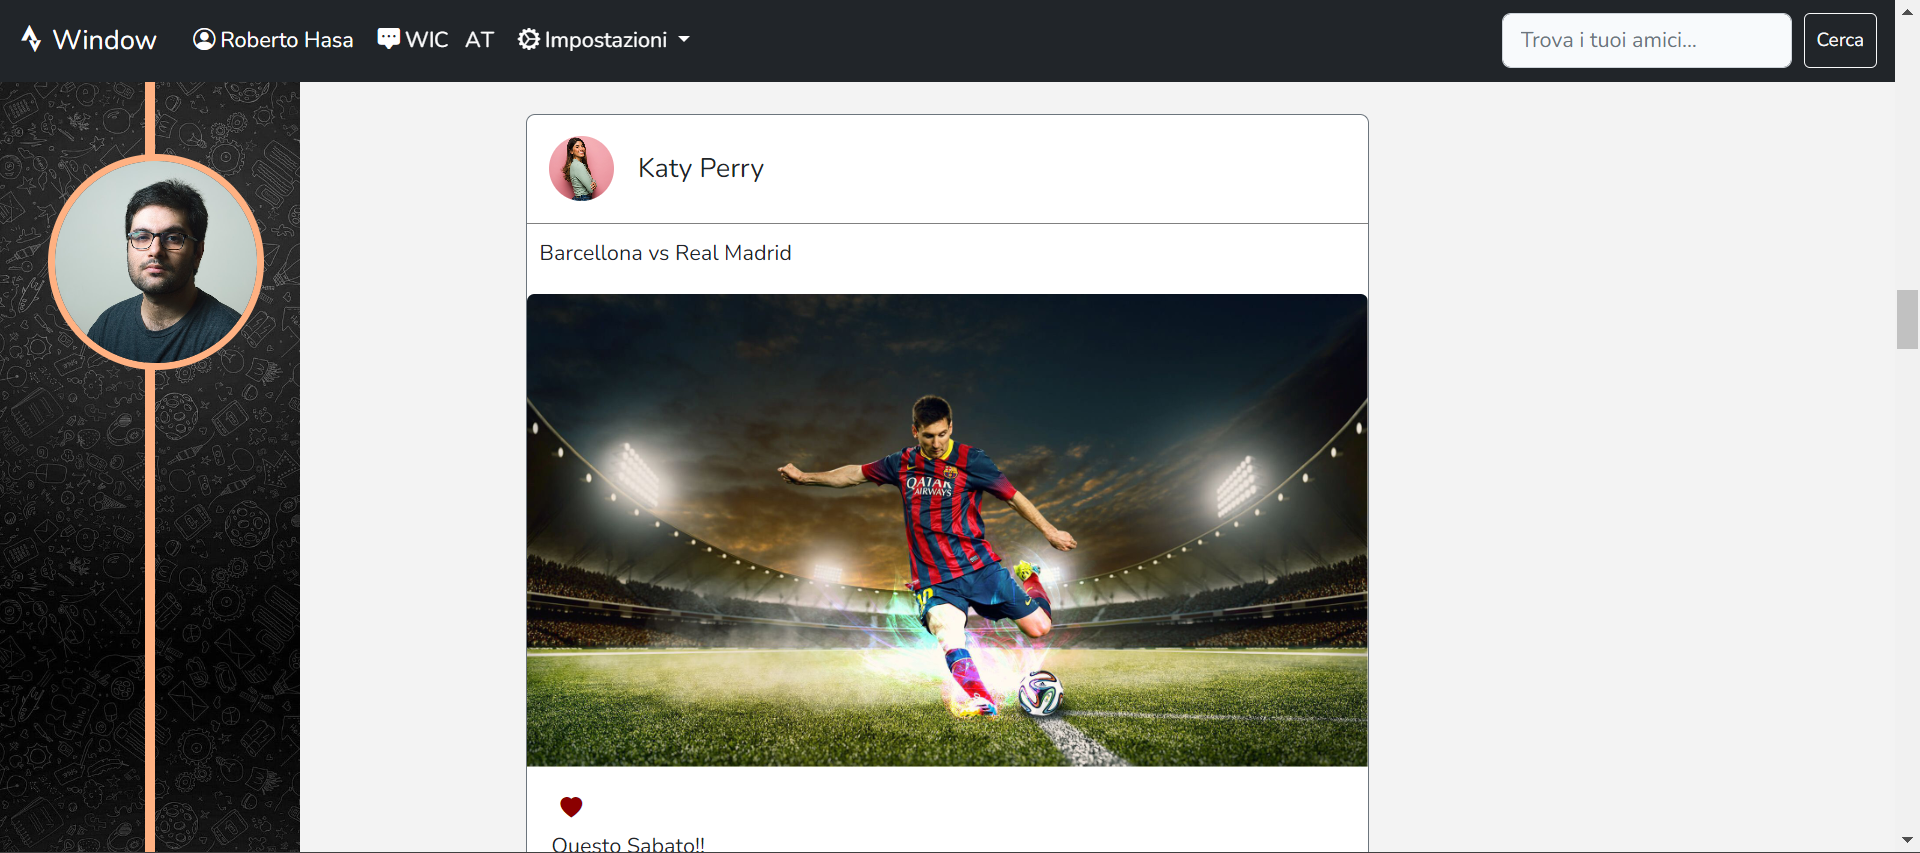 Window
Roberto Hasa
WIC
AT
Impostazioni
Trova i tuoi amici...
Cerca
Katy Perry
Barcellona vs Real Madrid
QATAR
AIRWAYS
10
Questo Sabato!!